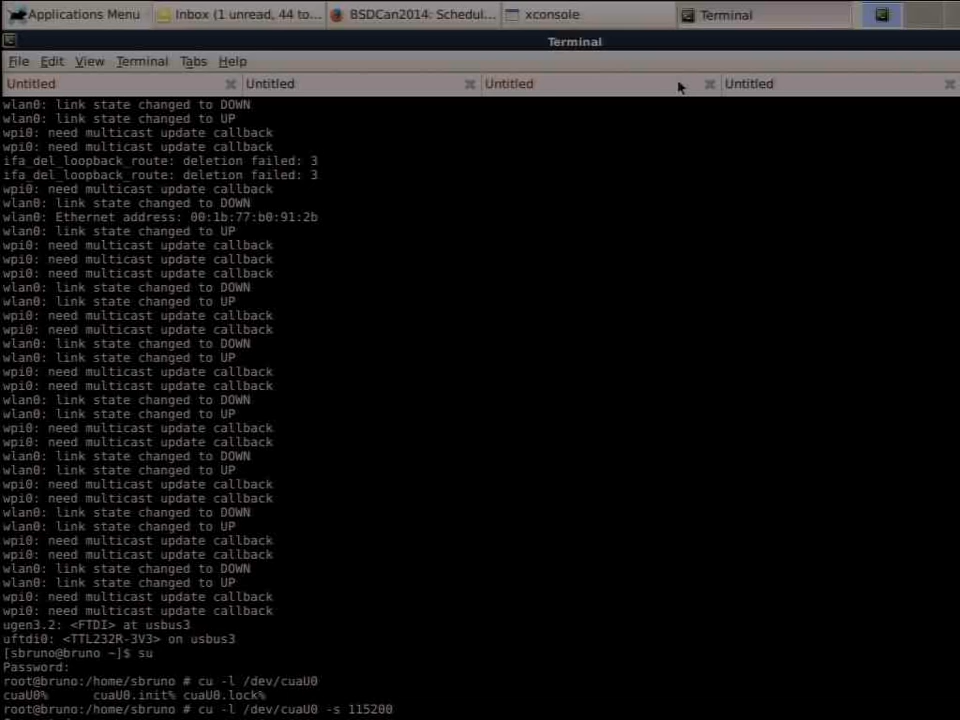 Applications Menu Inbox (1 unread, 44 to... BSDCan2014: Schedul... xconsole Terminal
Terminal
File Edit View Terminal Tabs Help
Untitled Untitled Untitled Untitled
wlan0: link state changed to DOWN
wlan0: link state changed to UP
wpi0: need multicast update callback
wpi0: need multicast update callback
ifa_del_loopback_route: deletion failed: 3
ifa_del_loopback_route: deletion failed: 3
wpi0: need multicast update callback
wlan0: link state changed to DOWN
wlan0: Ethernet address: 00:1b:77:b0:91:2b
wlan0: link state changed to UP
wpi0: need multicast update callback
wpi0: need multicast update callback
wpi0: need multicast update callback
wlan0: link state changed to DOWN
wlan0: link state changed to UP
wpi0: need multicast update callback
wpi0: need multicast update callback
wlan0: link state changed to DOWN
wlan0: link state changed to UP
wpi0: need multicast update callback
wpi0: need multicast update callback
wlan0: link state changed to DOWN
wlan0: link state changed to UP
wpi0: need multicast update callback
wpi0: need multicast update callback
wlan0: link state changed to DOWN
wlan0: link state changed to UP
wpi0: need multicast update callback
wpi0: need multicast update callback
wlan0: link state changed to DOWN
wlan0: link state changed to UP
wpi0: need multicast update callback
wpi0: need multicast update callback
wlan0: link state changed to DOWN
wlan0: link state changed to UP
wpi0: need multicast update callback
wpi0: need multicast update callback
ugen3.2: <FTDI> at usbus3
uftdi0: <TTL232R-3V3> on usbus3
[sbruno@bruno ~]$ su
Password:
root@bruno:/home/sbruno # cu -l /dev/cuaU0
cuaU0% cuaU0.init% cuaU0.lock%
root@bruno:/home/sbruno # cu -l /dev/cuaU0 -s 115200